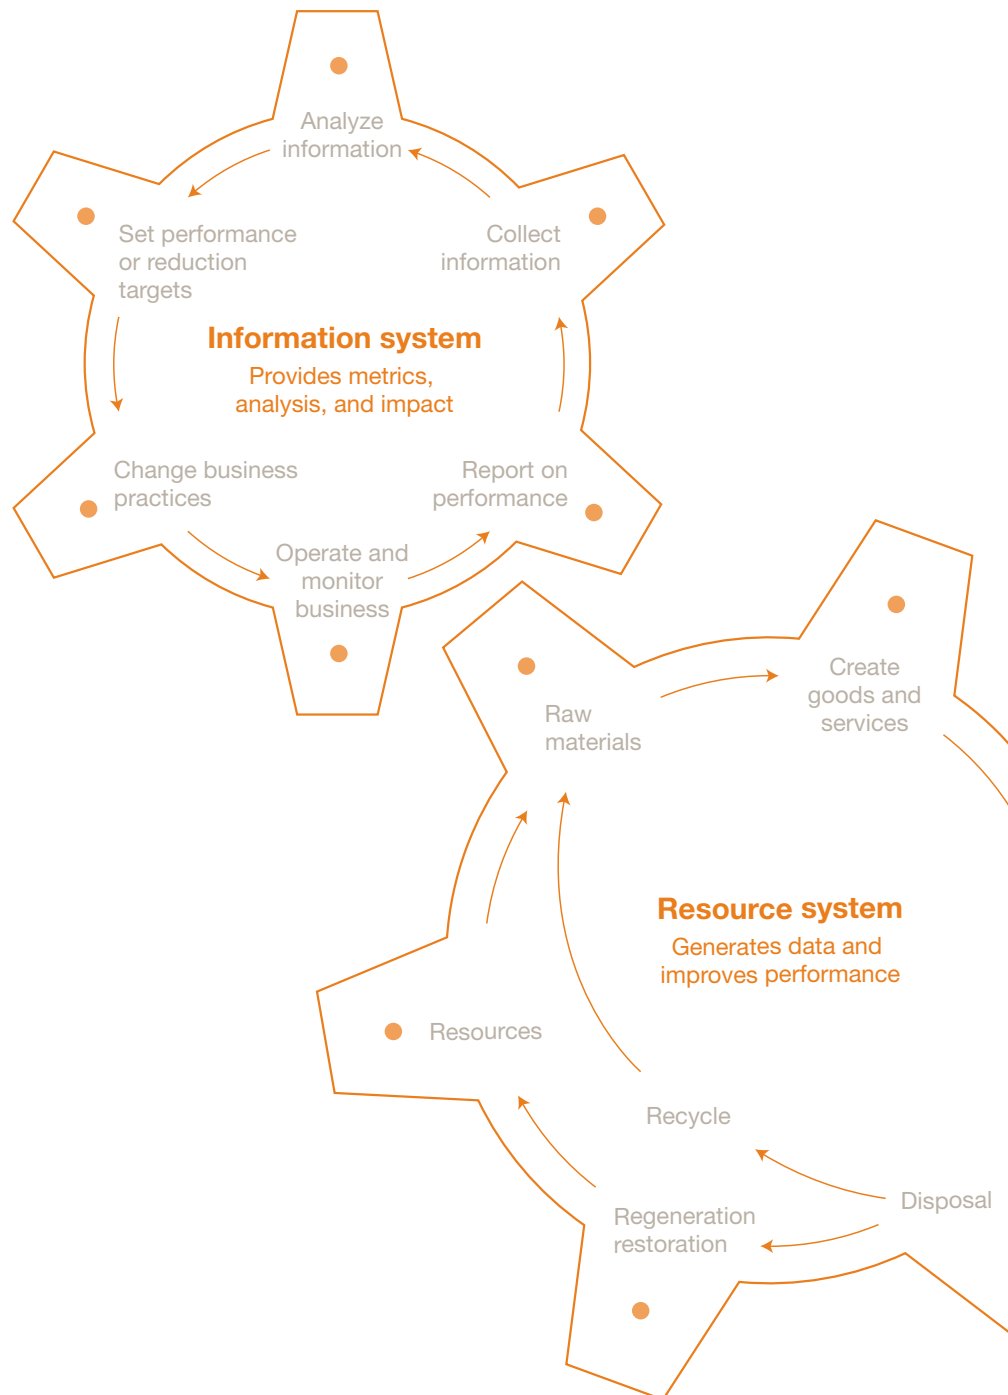 Analyze
information
Set performance
or reduction
targets
Collect
information
Information system
Provides metrics,
analysis, and impact
Change business
practices
Report on
performance
Operate and
monitor
business
Raw
materials
Create
goods and
services
Resource system
Generates data and
improves performance
Resources
Recycle
Regeneration
restoration
Disposal